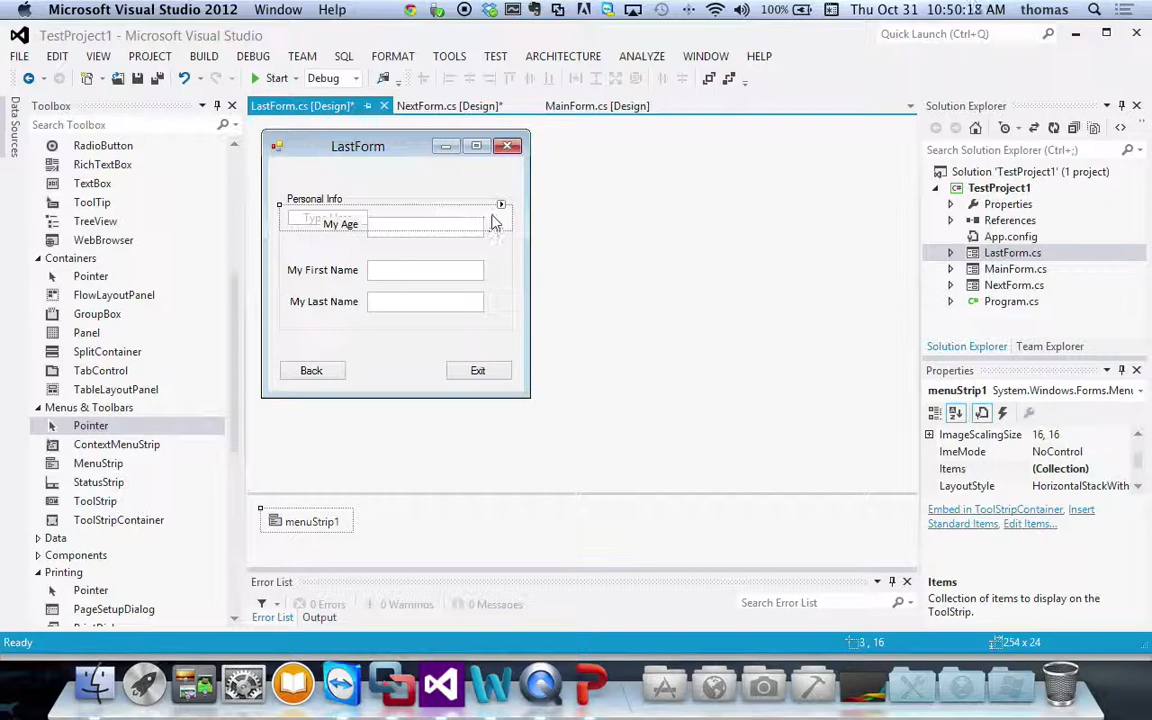 Microsoft Visual Studio 2012 Window Help 100% Thu Oct 31 10:50:18 AM thomas
TestProject1 - Microsoft Visual Studio Quick Launch (Ctrl+Q)
FILE EDIT VIEW PROJECT BUILD DEBUG TEAM SQL FORMAT TOOLS TEST ARCHITECTURE ANALYZE WINDOW HELP
Start Debug
Data Sources
Toolbox
Search Toolbox
RadioButton
RichTextBox
TextBox
ToolTip
TreeView
WebBrowser
Containers
Pointer
FlowLayoutPanel
GroupBox
Panel
SplitContainer
TabControl
TableLayoutPanel
Menus & Toolbars
Pointer
ContextMenuStrip
MenuStrip
StatusStrip
ToolStrip
ToolStripContainer
Data
Components
Printing
Pointer
PageSetupDialog
LastForm.cs [Design]* NextForm.cs [Design]* MainForm.cs [Design]
LastForm
Personal Info
My Age
My First Name
My Last Name
Back Exit
menuStrip1
Error List
0 Errors 0 Warnings 0 Messages Search Error List
Error List Output
Solution Explorer
Search Solution Explorer (Ctrl+;)
Solution 'TestProject1' (1 project)
TestProject1
Properties
References
App.config
LastForm.cs
MainForm.cs
NextForm.cs
Program.cs
Solution Explorer Team Explorer
Properties
menuStrip1 System.Windows.Forms.Menu
ImageScalingSize 16, 16
ImeMode NoControl
Items (Collection)
LayoutStyle HorizontalStackWith
Embed in ToolStripContainer, Insert
Standard Items, Edit Items...
Items
Collection of items to display on the
ToolStrip.
Ready 3 , 16 254 x 24